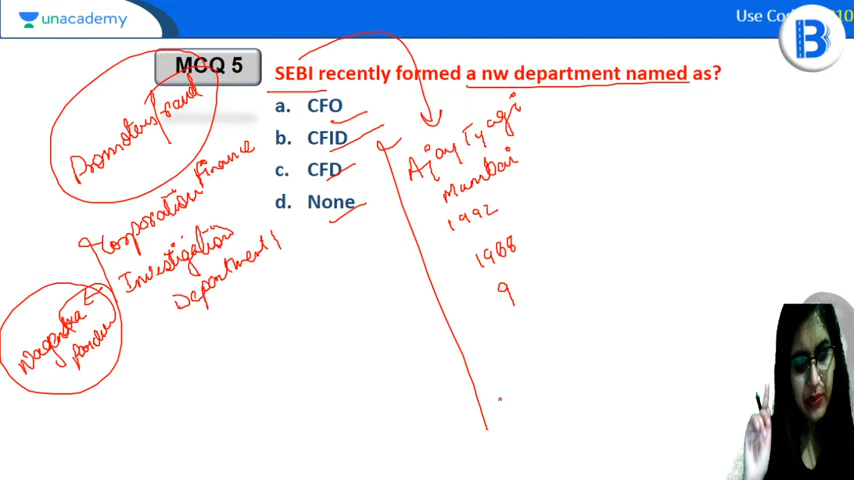 unacademy
Use Co
10
B
MCQ 5
SEBI recently formed a nw department named as?
a. CFO
b. CFID
c. CFD
d. None
Promoters Fraud
Corporation Finance
Investigation
Department
Ajay Tyagi
Mumbai
1992
1988
9